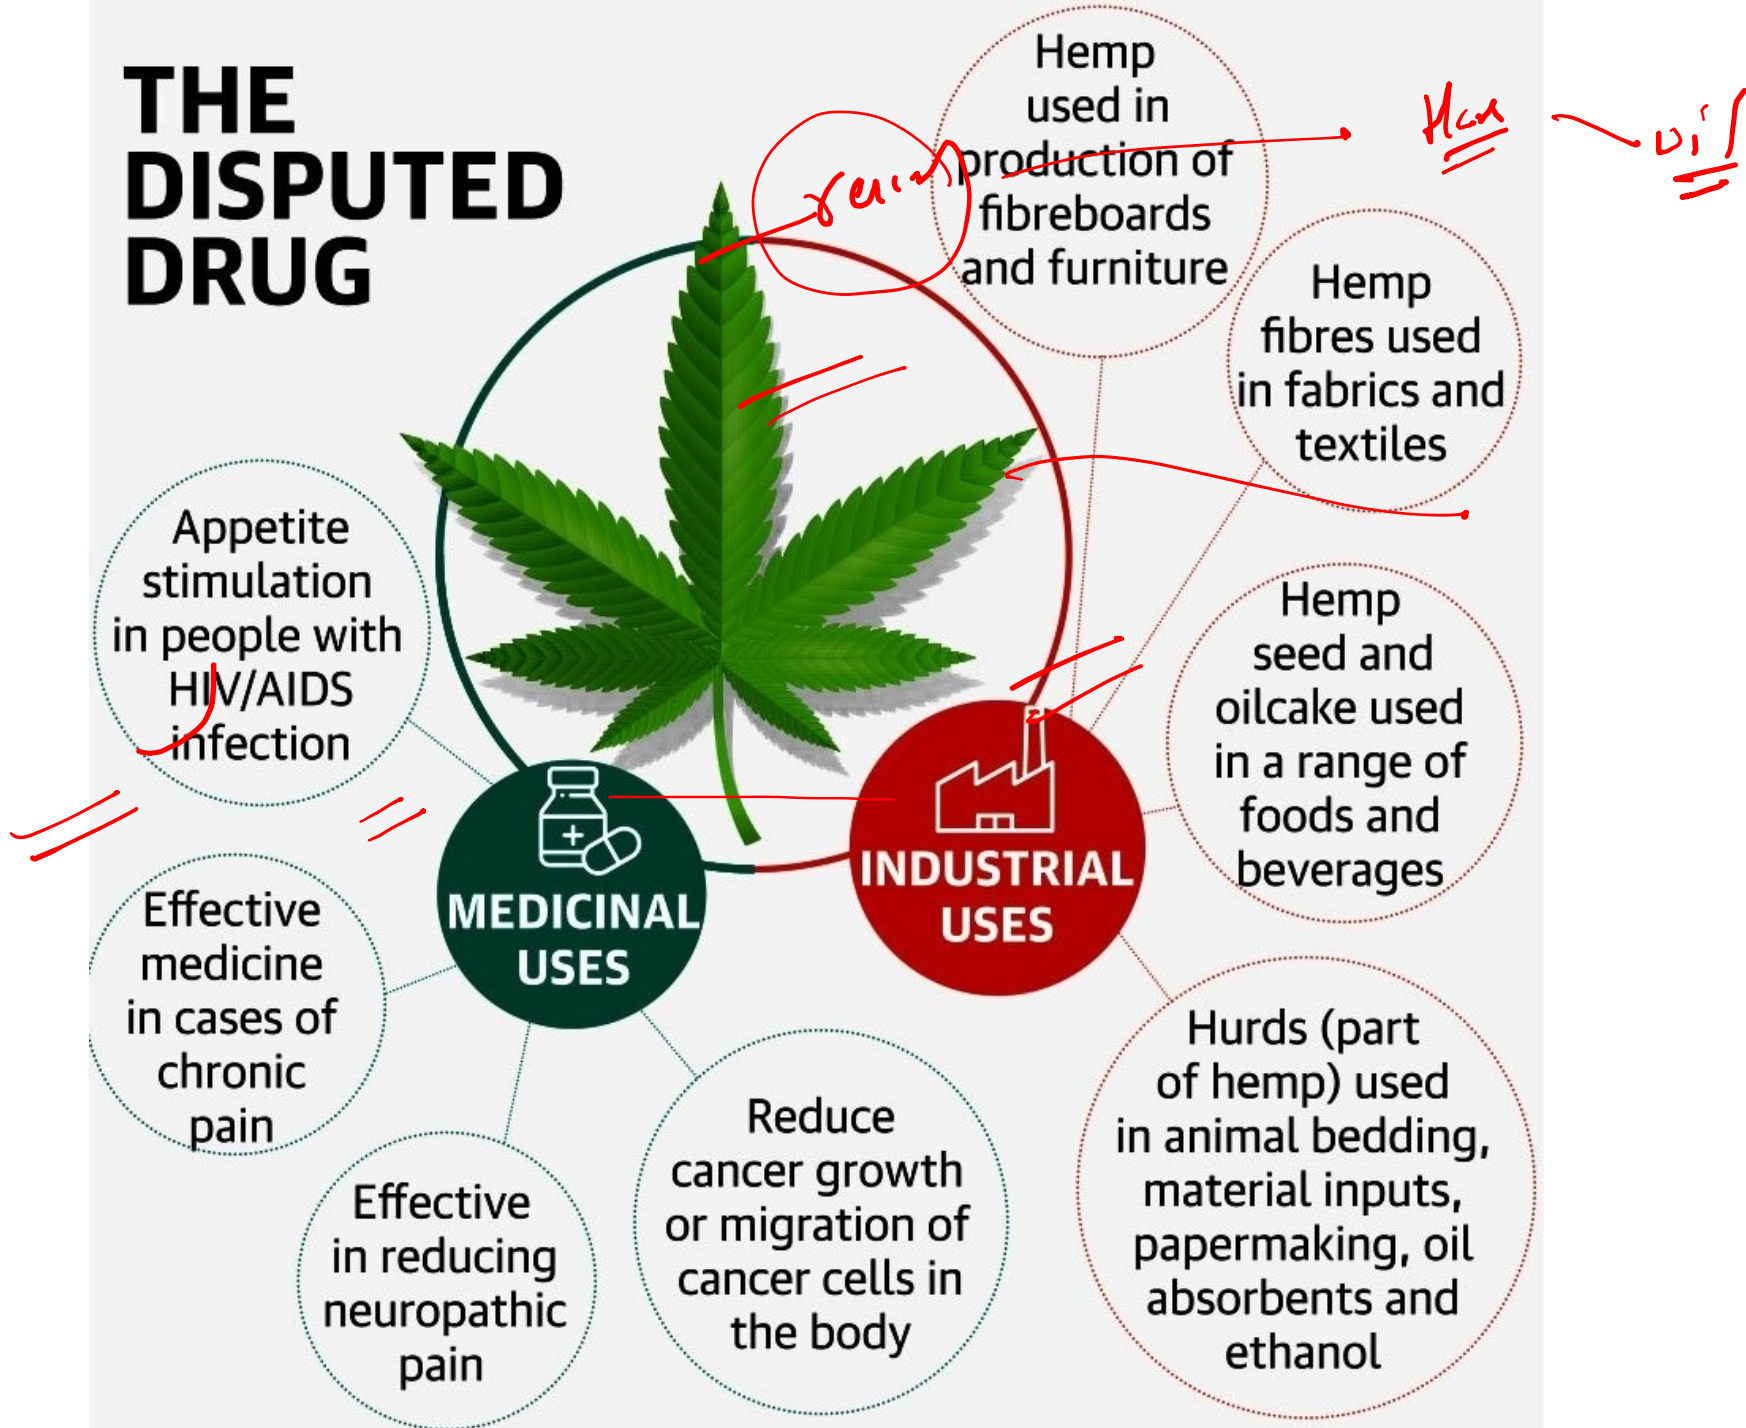 THE
DISPUTED
DRUG
Hemp
used in
production of
fibreboards
and furniture
Hemp
fibres used
in fabrics and
textiles
Hemp
seed and
oilcake used
in a range of
foods and
beverages
Hurds (part
of hemp) used
in animal bedding,
material inputs,
papermaking, oil
absorbents and
ethanol
INDUSTRIAL
USES
MEDICINAL
USES
Appetite
stimulation
in people with
HIV/AIDS
infection
Effective
medicine
in cases of
chronic
pain
Effective
in reducing
neuropathic
pain
Reduce
cancer growth
or migration of
cancer cells in
the body